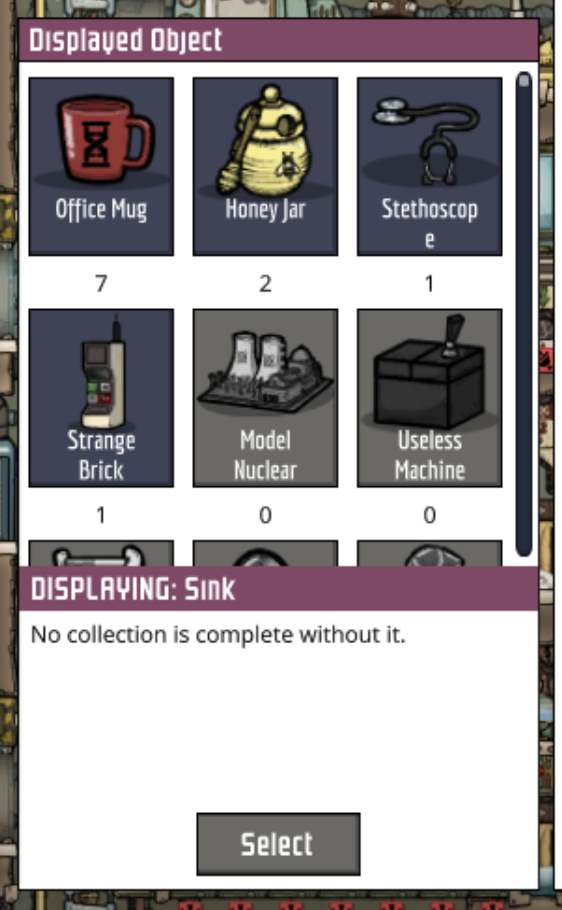 Displayed Object
Office Mug
Honey Jar
Stethoscop
e
7
2
1
Strange
Brick
Model
Nuclear
Useless
Machine
1
0
0
DISPLAYING: Sink
No collection is complete without it.
Select